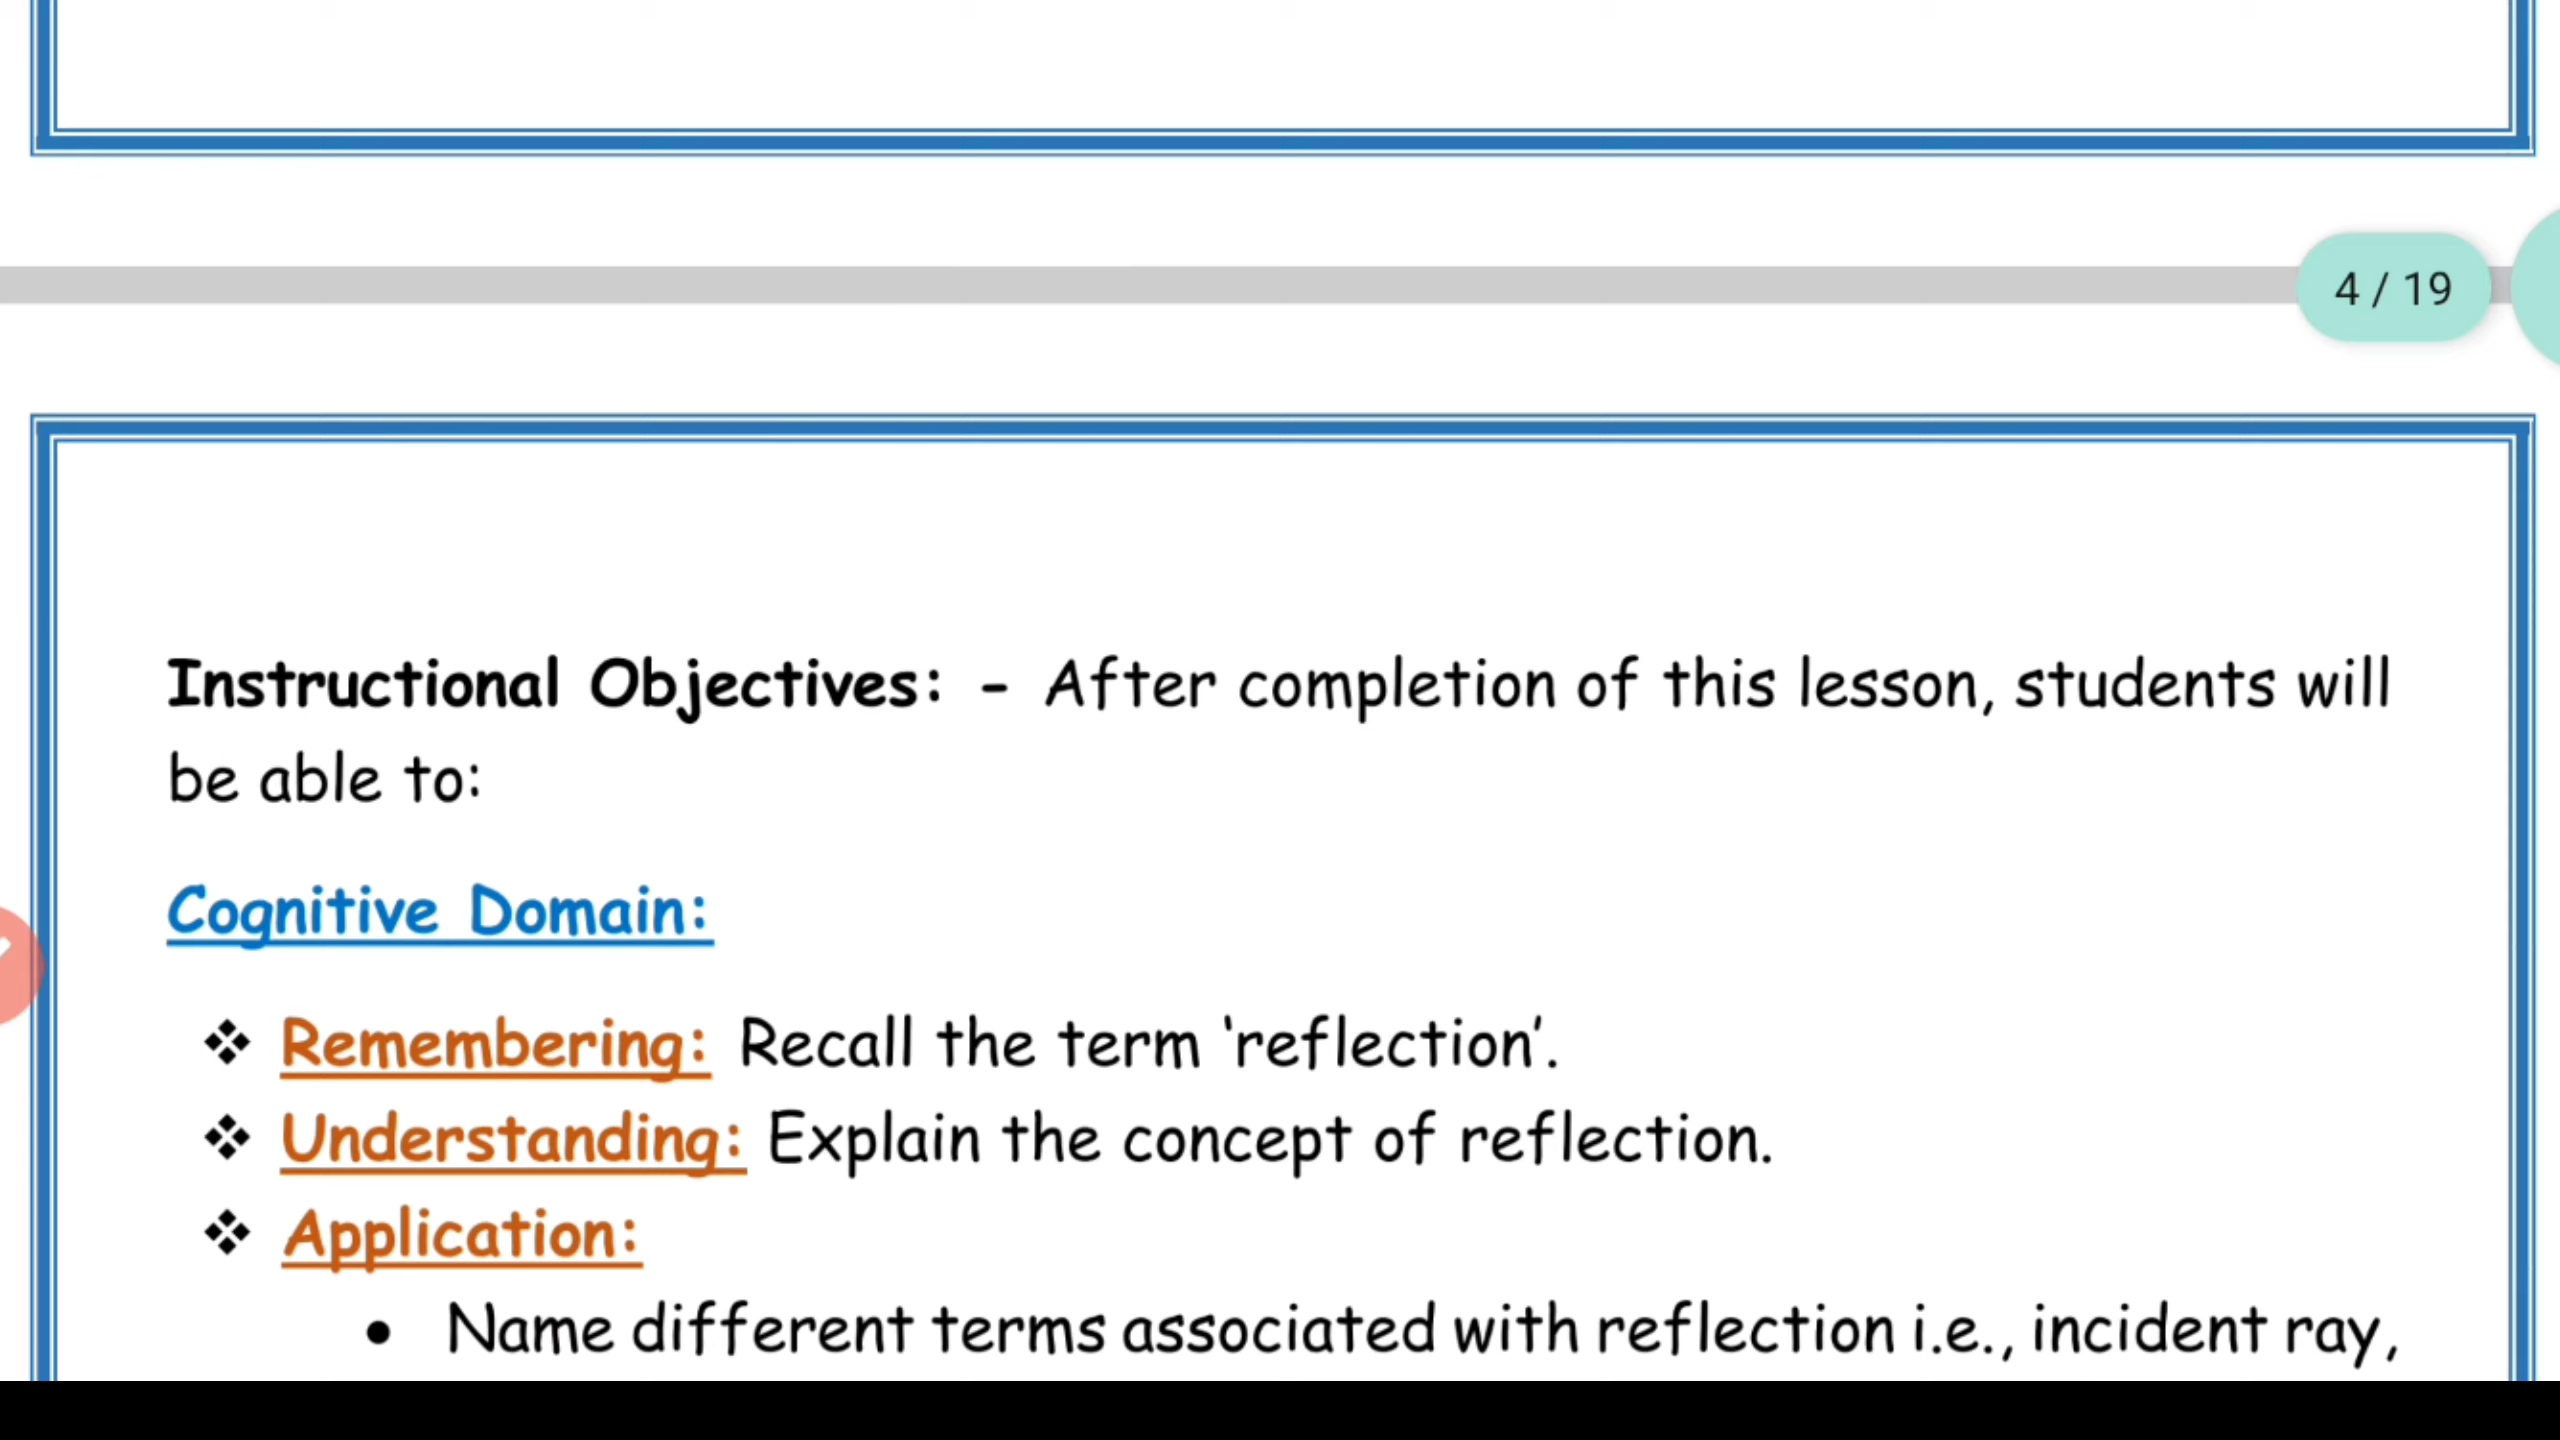 4 / 19
Instructional Objectives: - After completion of this lesson, students will
be able to:
Cognitive Domain:
❖ Remembering: Recall the term ‘reflection’.
❖ Understanding: Explain the concept of reflection.
❖ Application:
• Name different terms associated with reflection i.e., incident ray,